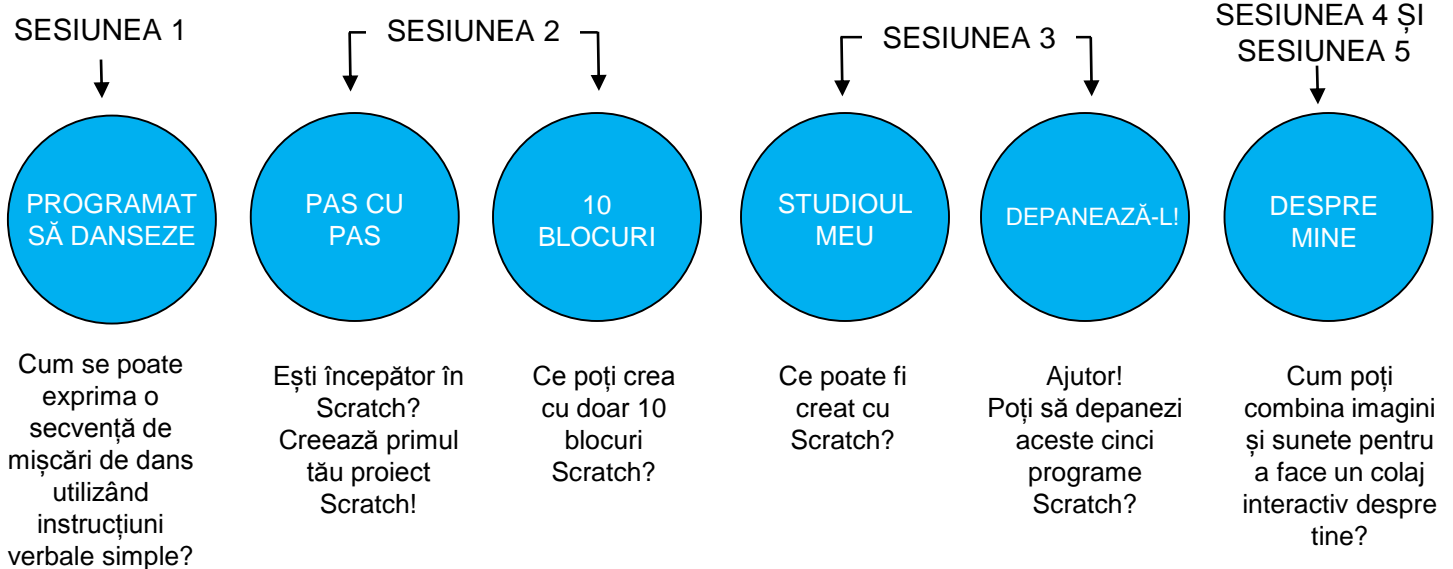 SESIUNEA 1
SESIUNEA 2
SESIUNEA 3
SESIUNEA 4 ȘI
SESIUNEA 5
PROGRAMAT
SĂ DANSEZE
PAS CU
PAS
10
BLOCURI
STUDIOUL
MEU
DEPANEAZĂ-L!
DESPRE
MINE
Cum se poate
exprima o
secvență de
mișcări de dans
utilizând
instrucțiuni
verbale simple?
Ești începător în
Scratch?
Creează primul
tău proiect
Scratch!
Ce poți crea
cu doar 10
blocuri
Scratch?
Ce poate fi
creat cu
Scratch?
Ajutor!
Poți să depanezi
aceste cinci
programe
Scratch?
Cum poți
combina imagini
și sunete pentru
a face un colaj
interactiv despre
tine?